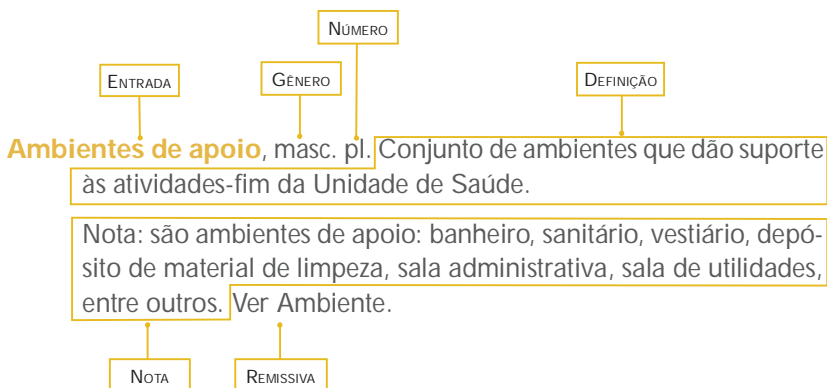 NÚMERO
ENTRADA GÊNERO DEFINIÇÃO
Ambientes de apoio, masc. pl. Conjunto de ambientes que dão suporte
às atividades-fim da Unidade de Saúde.
Nota: são ambientes de apoio: banheiro, sanitário, vestiário, depó-
sito de material de limpeza, sala administrativa, sala de utilidades,
entre outros. Ver Ambiente.
NOTA REMISSIVA